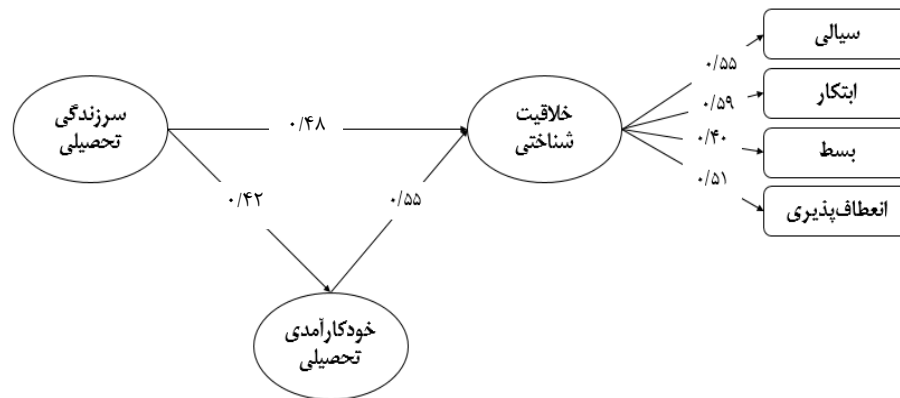 سرزندگی
تحصیلی
۰/۴۸
۰/۴۲
خودکارآمدی
تحصیلی
۰/۵۵
خلاقیت
شناختی
۰/۵۵
۰/۵۹
۰/۴۰
۰/۵۱
سیالی
ابتکار
بسط
انعطاف‌پذیری